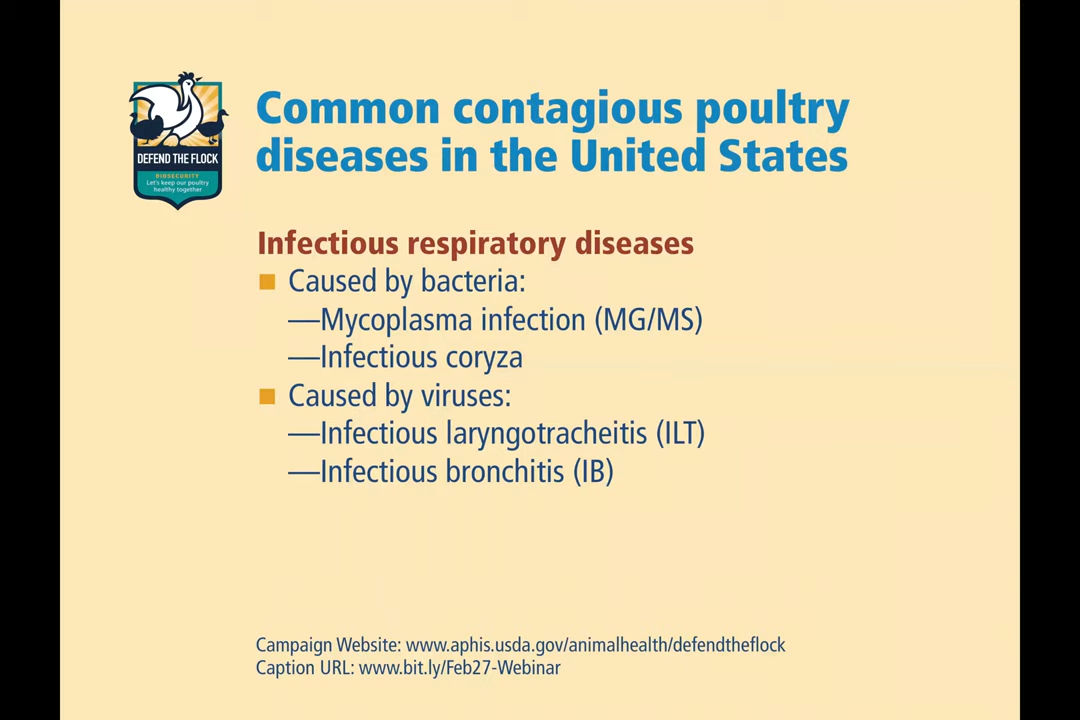 DEFEND THE FLOCK
BIOSECURITY
Let's keep our poultry
healthy together
Common contagious poultry
diseases in the United States
Infectious respiratory diseases
■ Caused by bacteria:
—Mycoplasma infection (MG/MS)
—Infectious coryza
■ Caused by viruses:
—Infectious laryngotracheitis (ILT)
—Infectious bronchitis (IB)
Campaign Website: www.aphis.usda.gov/animalhealth/defendtheflock
Caption URL: www.bit.ly/Feb27-Webinar